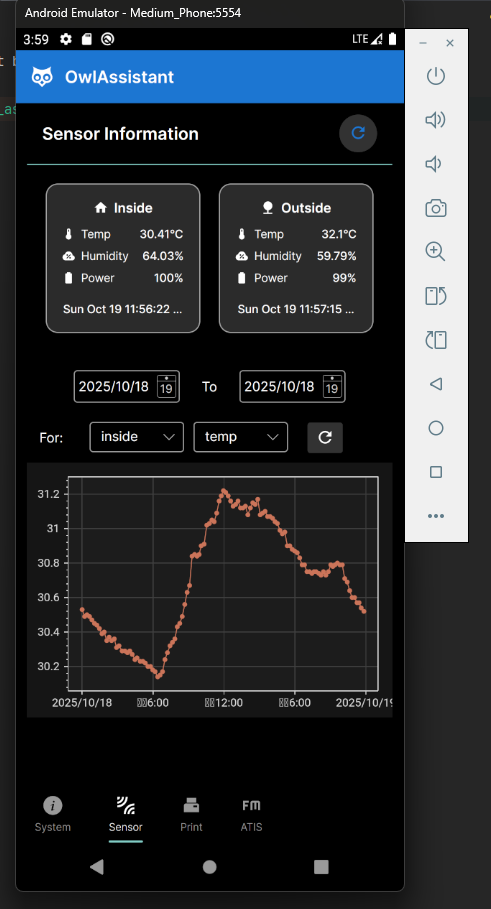 Android Emulator - Medium_Phone:5554
3:59
LTE
OwlAssistant
Sensor Information
Inside
Temp 30.41°C
Humidity 64.03%
Power 100%
Sun Oct 19 11:56:22 ...
Outside
Temp 32.1°C
Humidity 59.79%
Power 99%
Sun Oct 19 11:57:15 ...
2025/10/18 19 To 2025/10/18 19
For: inside temp
31.2
31
30.8
30.6
30.4
30.2
2025/10/18 6:00 12:00 6:00 2025/10/19
System Sensor Print ATIS
FM